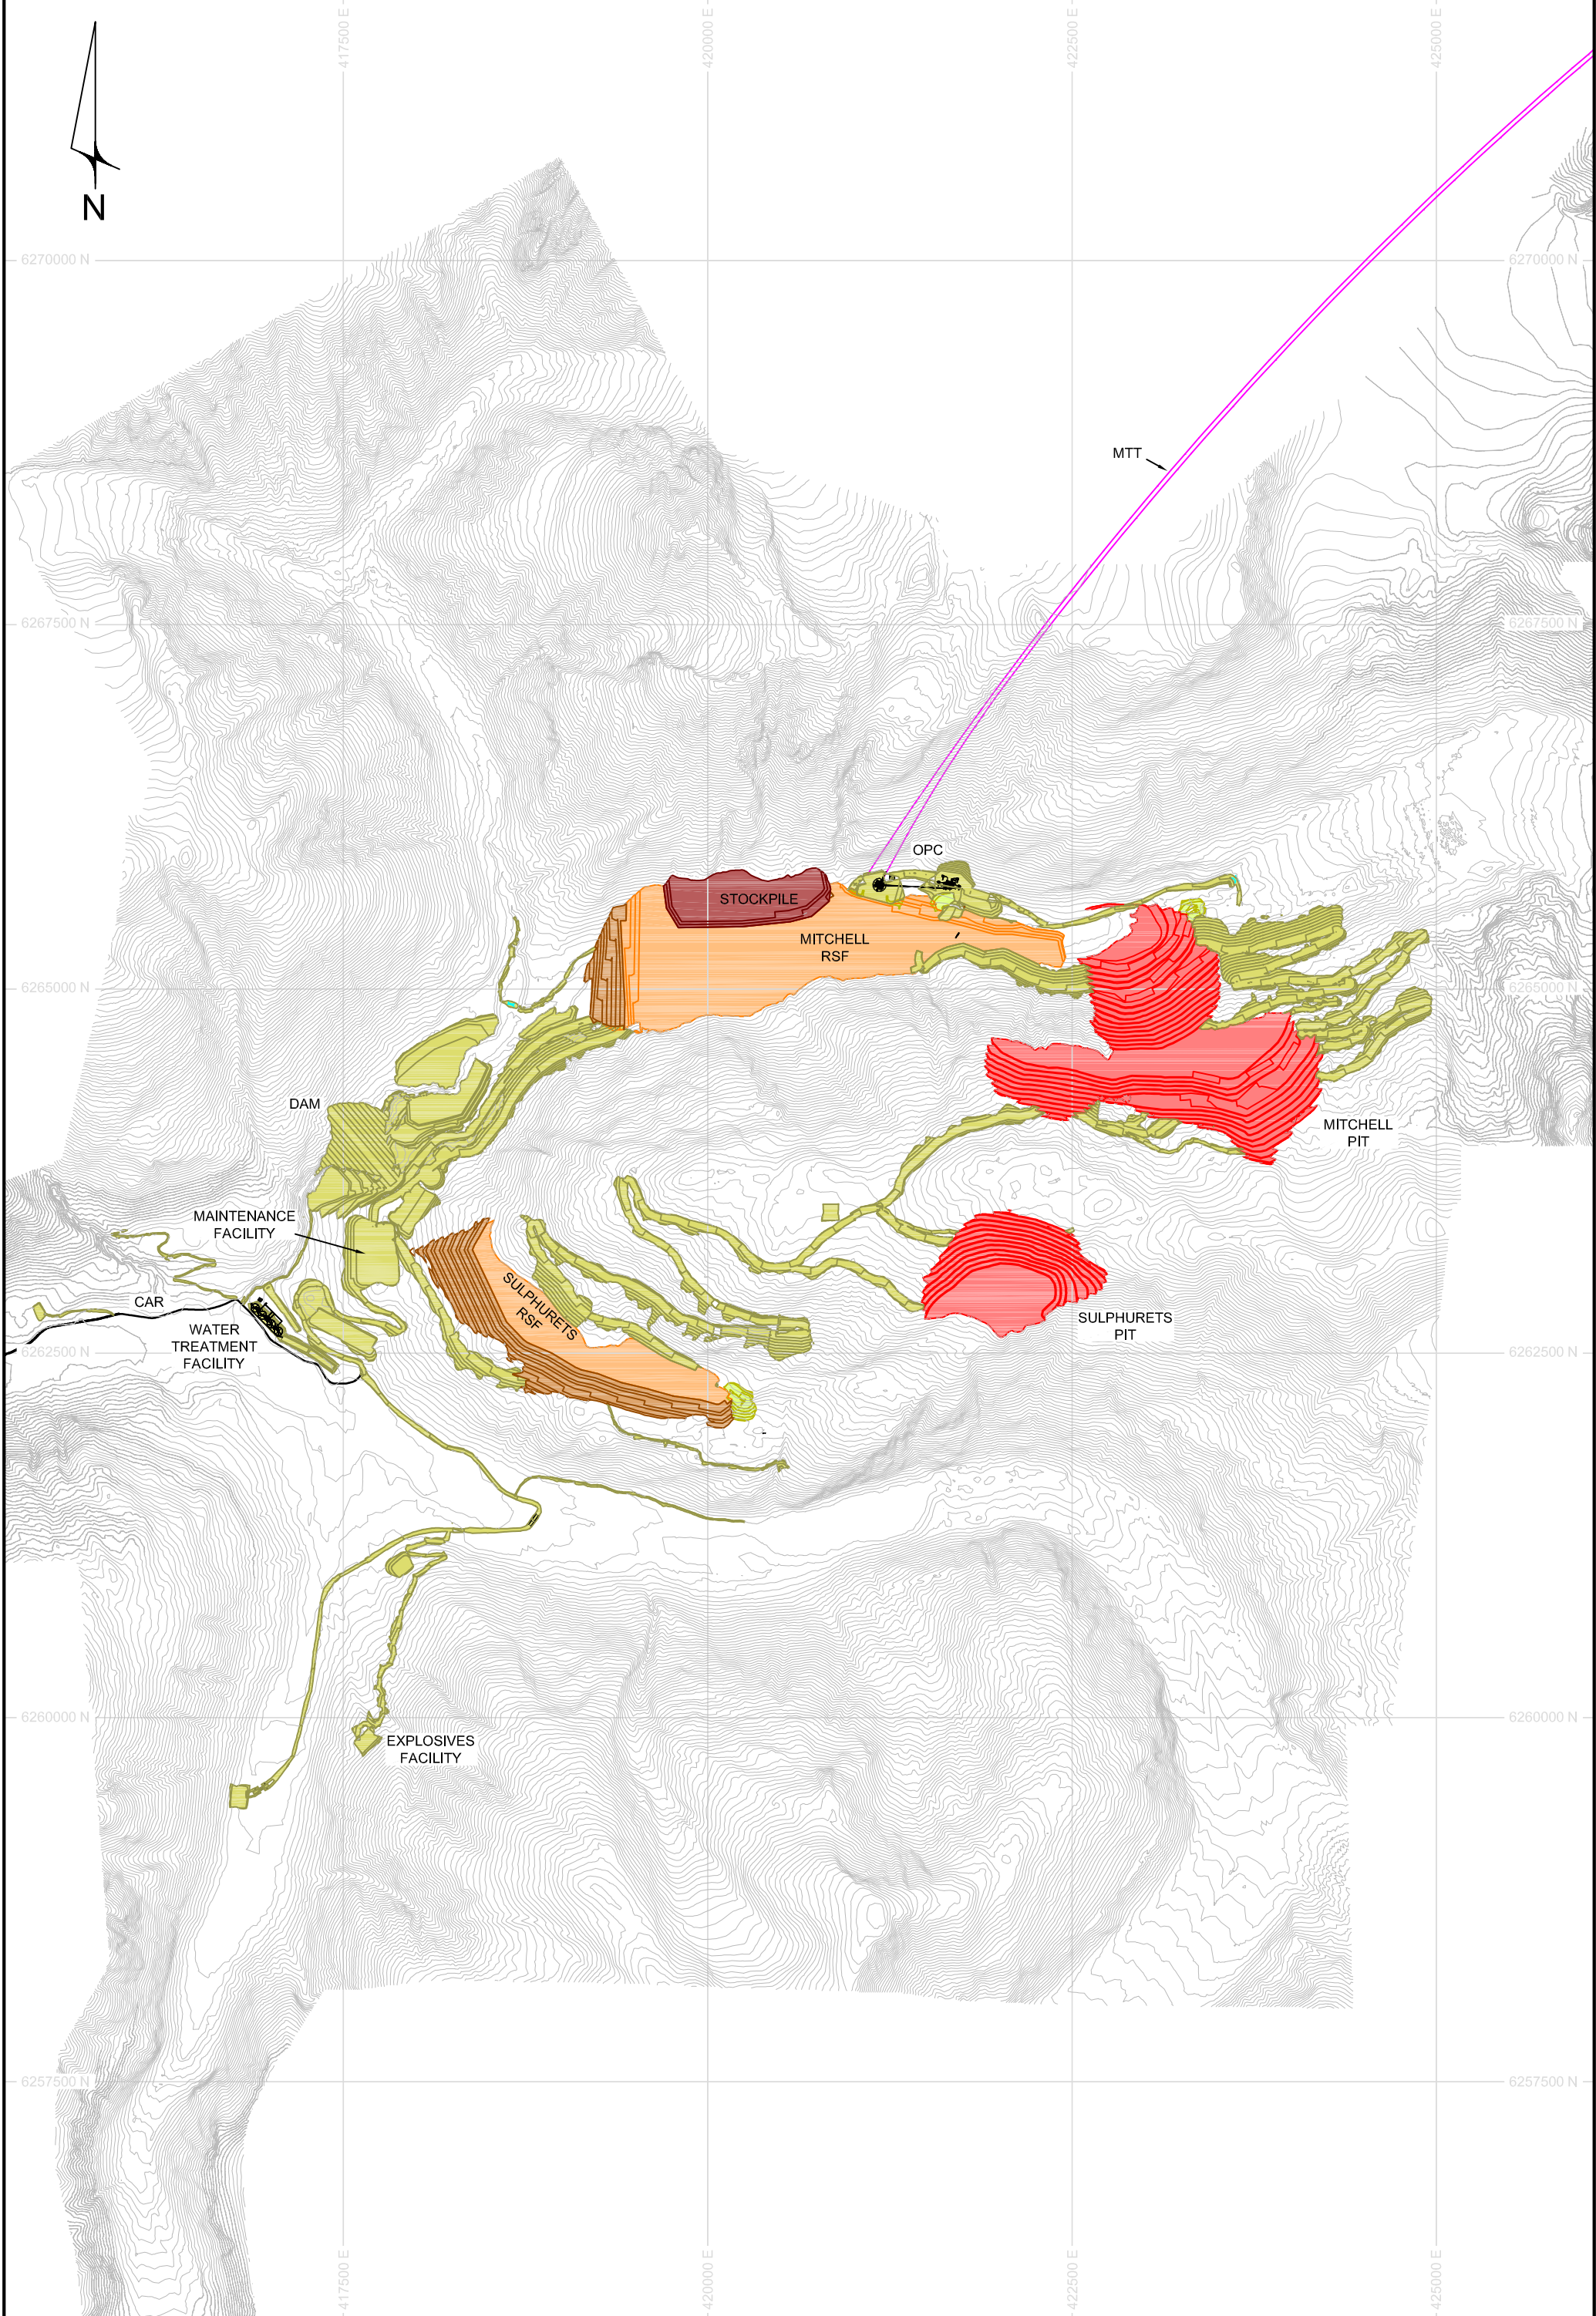 417500 E
420000 E
422500 E
425000 E
N
6270000 N
6270000 N
MTT
6267500 N
6267500 N
OPC
STOCKPILE
MITCHELL
RSF
6265000 N
6265000 N
DAM
MITCHELL
PIT
MAINTENANCE
FACILITY
SULPHURETS
RSF
CAR
WATER
TREATMENT
FACILITY
SULPHURETS
PIT
6262500 N
6262500 N
6260000 N
6260000 N
EXPLOSIVES
FACILITY
6257500 N
6257500 N
417500 E
420000 E
422500 E
425000 E